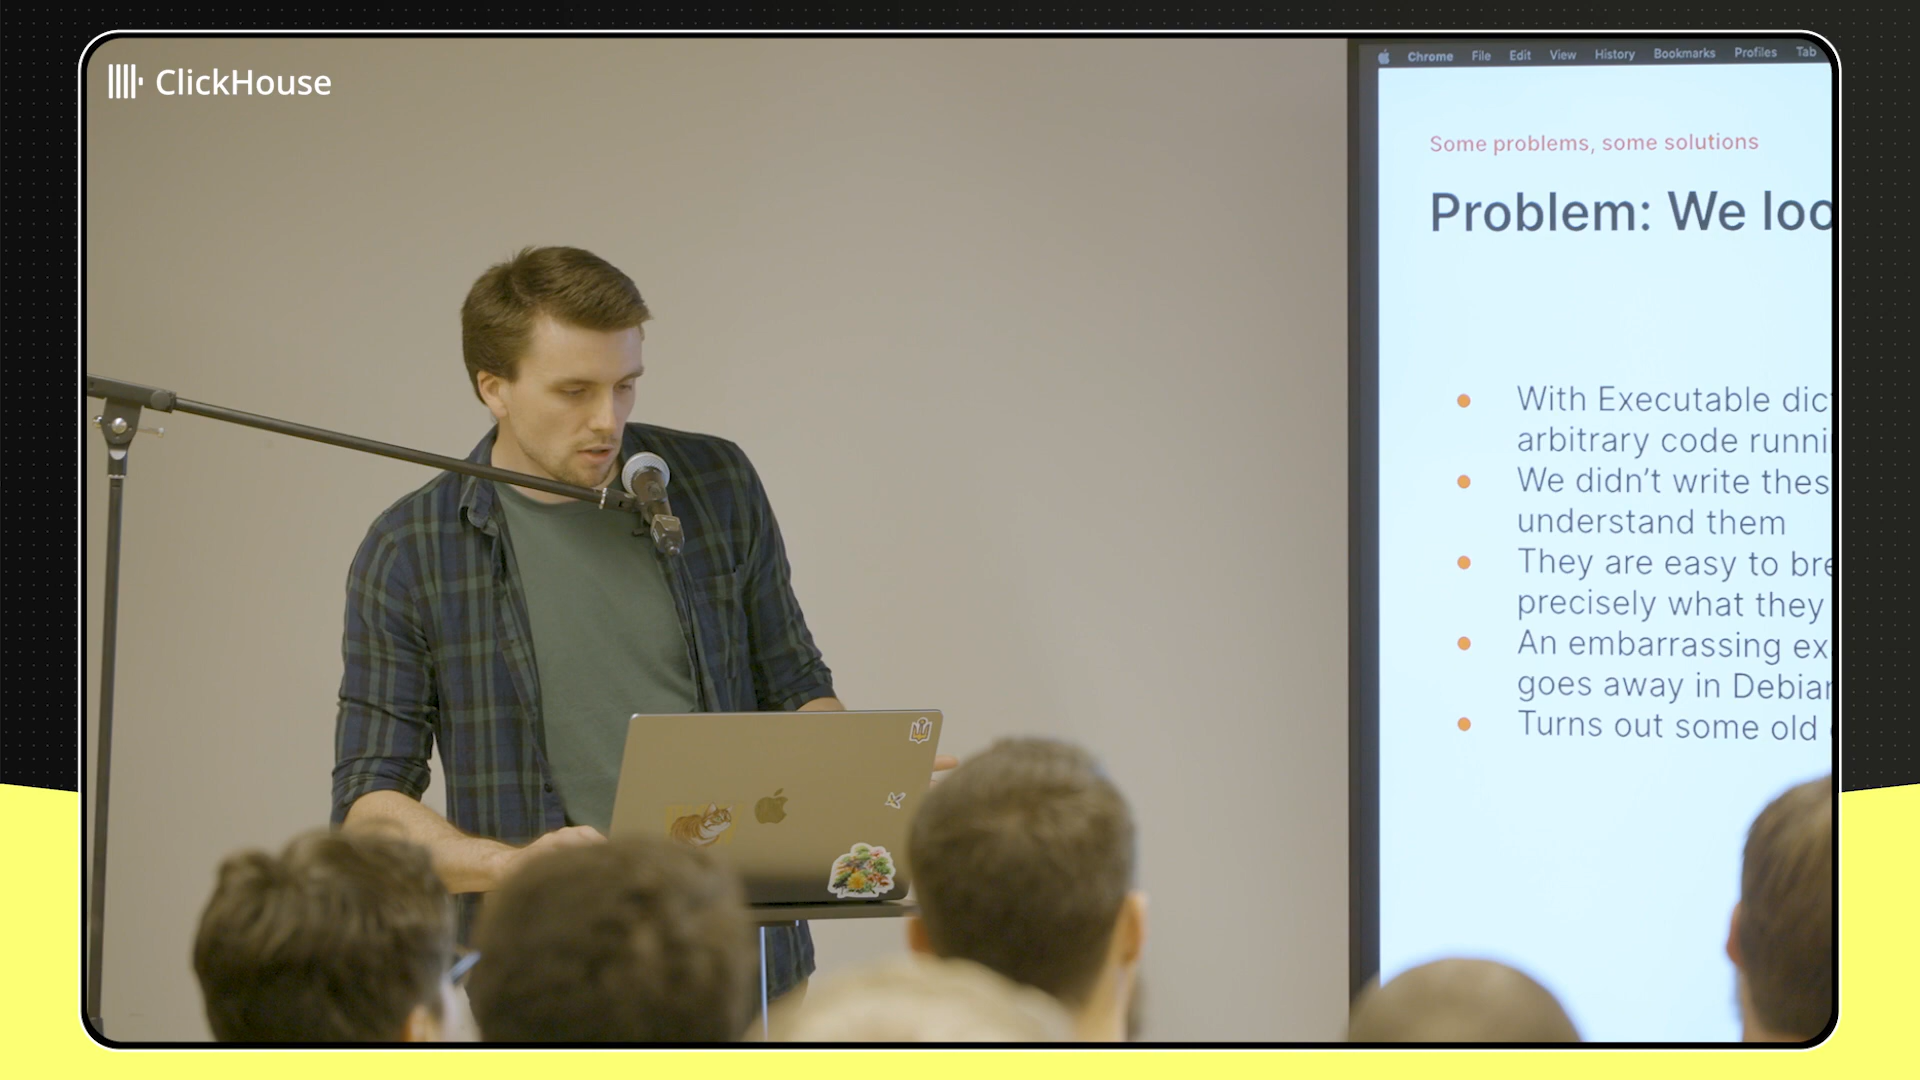 ClickHouse
Chrome File Edit View History Bookmarks Profiles Tab
Some problems, some solutions
Problem: We loo
With Executable dic
arbitrary code runni
We didn't write thes
understand them
They are easy to bre
precisely what they
An embarrassing ex
goes away in Debian
Turns out some old